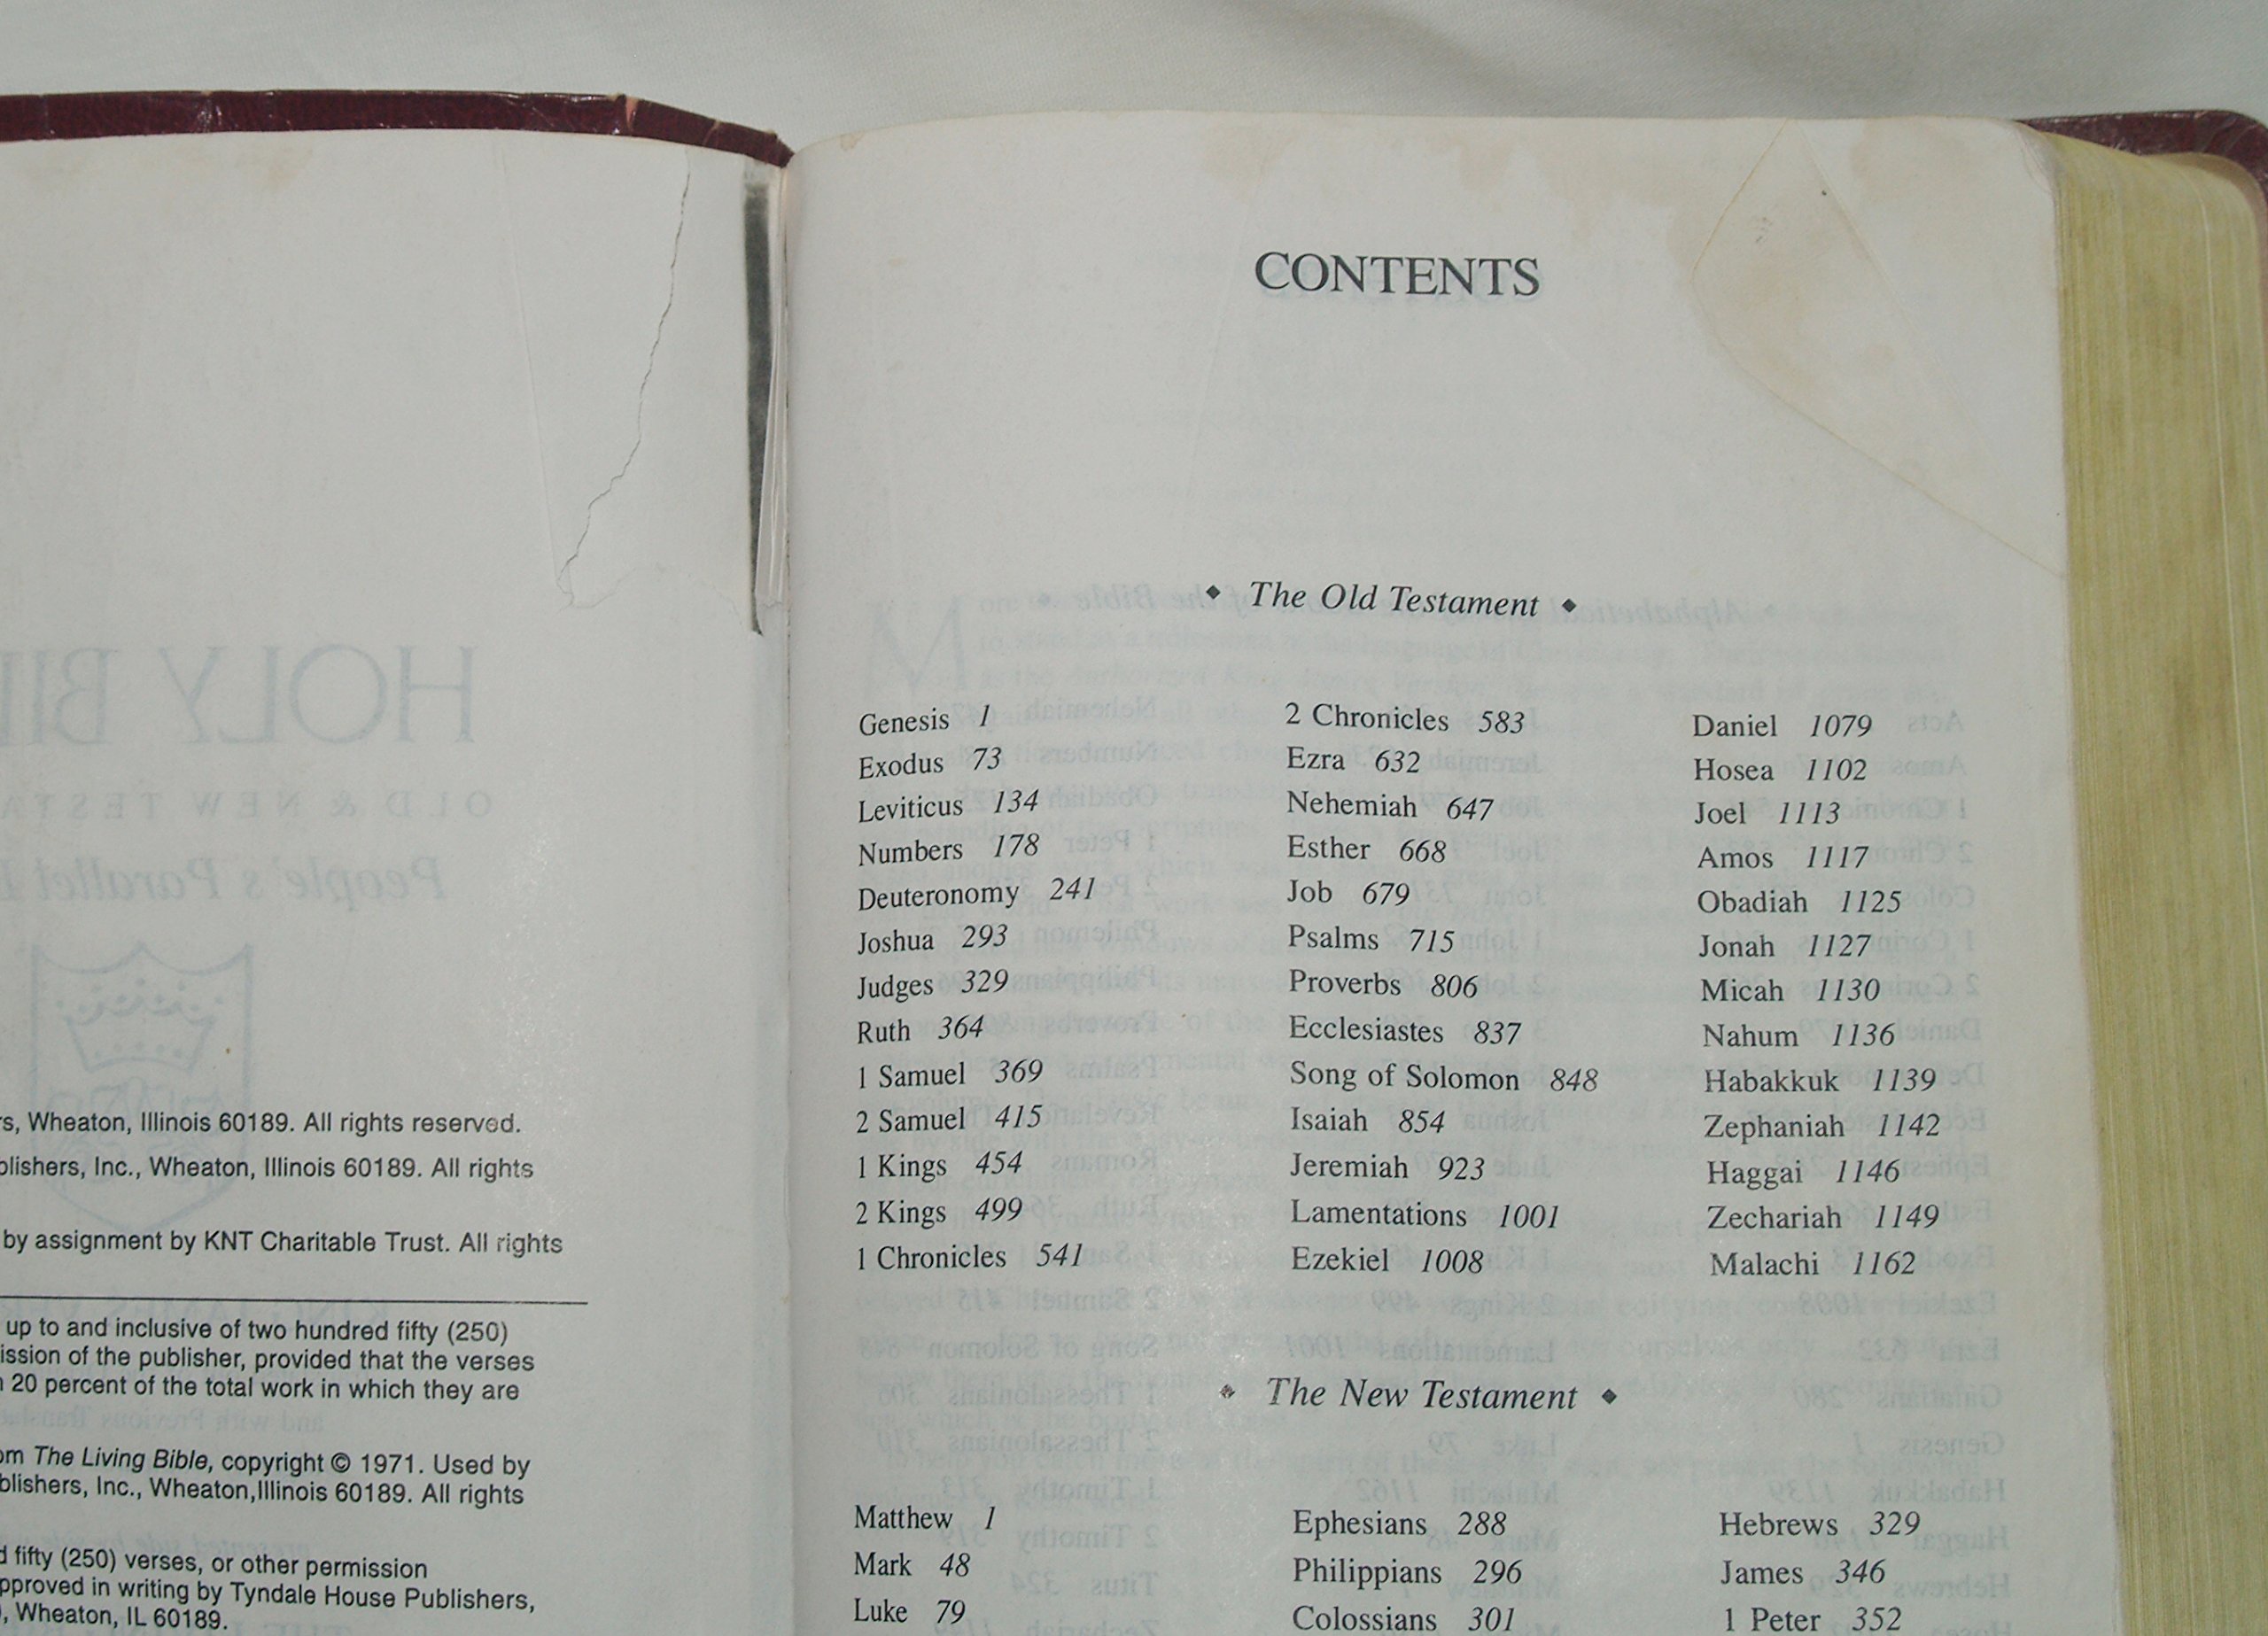 s, Wheaton, Illinois 60189. All rights reserved.
blishers, Inc., Wheaton, Illinois 60189. All rights
by assignment by KNT Charitable Trust. All rights
up to and inclusive of two hundred fifty (250)
ission of the publisher, provided that the verses
20 percent of the total work in which they are
om The Living Bible, copyright © 1971. Used by
blishers, Inc., Wheaton,Illinois 60189. All rights
d fifty (250) verses, or other permission
pproved in writing by Tyndale House Publishers,
, Wheaton, IL 60189.
CONTENTS
◆ The Old Testament ◆
Genesis 1
Exodus 73
Leviticus 134
Numbers 178
Deuteronomy 241
Joshua 293
Judges 329
Ruth 364
1 Samuel 369
2 Samuel 415
1 Kings 454
2 Kings 499
1 Chronicles 541
2 Chronicles 583
Ezra 632
Nehemiah 647
Esther 668
Job 679
Psalms 715
Proverbs 806
Ecclesiastes 837
Song of Solomon 848
Isaiah 854
Jeremiah 923
Lamentations 1001
Ezekiel 1008
Daniel 1079
Hosea 1102
Joel 1113
Amos 1117
Obadiah 1125
Jonah 1127
Micah 1130
Nahum 1136
Habakkuk 1139
Zephaniah 1142
Haggai 1146
Zechariah 1149
Malachi 1162
◆ The New Testament ◆
Matthew 1
Mark 48
Luke 79
Ephesians 288
Philippians 296
Colossians 301
Hebrews 329
James 346
1 Peter 352